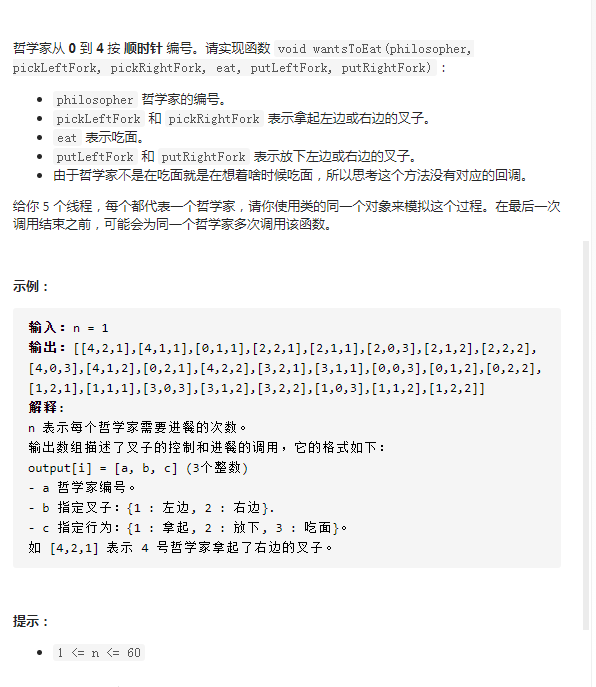 哲学家从 0 到 4 按 顺时针 编号。请实现函数 void wantsToEat(philosopher,
pickLeftFork, pickRightFork, eat, putLeftFork, putRightFork) ：
• philosopher 哲学家的编号。
• pickLeftFork 和 pickRightFork 表示拿起左边或右边的叉子。
• eat 表示吃面。
• putLeftFork 和 putRightFork 表示放下左边或右边的叉子。
• 由于哲学家不是在吃面就是在想着啥时候吃面，所以思考这个方法没有对应的回调。
给你 5 个线程，每个都代表一个哲学家，请你使用类的同一个对象来模拟这个过程。在最后一次
调用结束之前，可能会为同一个哲学家多次调用该函数。
示例：
输入：n = 1
输出：[[4,2,1],[4,1,1],[0,1,1],[2,2,1],[2,1,1],[2,0,3],[2,1,2],[2,2,2],
[4,0,3],[4,1,2],[0,2,1],[4,2,2],[3,2,1],[3,1,1],[0,0,3],[0,1,2],[0,2,2],
[1,2,1],[1,1,1],[3,0,3],[3,1,2],[3,2,2],[1,0,3],[1,1,2],[1,2,2]]
解释:
n 表示每个哲学家需要进餐的次数。
输出数组描述了叉子的控制和进餐的调用，它的格式如下：
output[i] = [a, b, c] (3个整数)
- a 哲学家编号。
- b 指定叉子：{1 : 左边, 2 : 右边}.
- c 指定行为：{1 : 拿起, 2 : 放下, 3 : 吃面}。
如 [4,2,1] 表示 4 号哲学家拿起了右边的叉子。
提示：
• 1 <= n <= 60